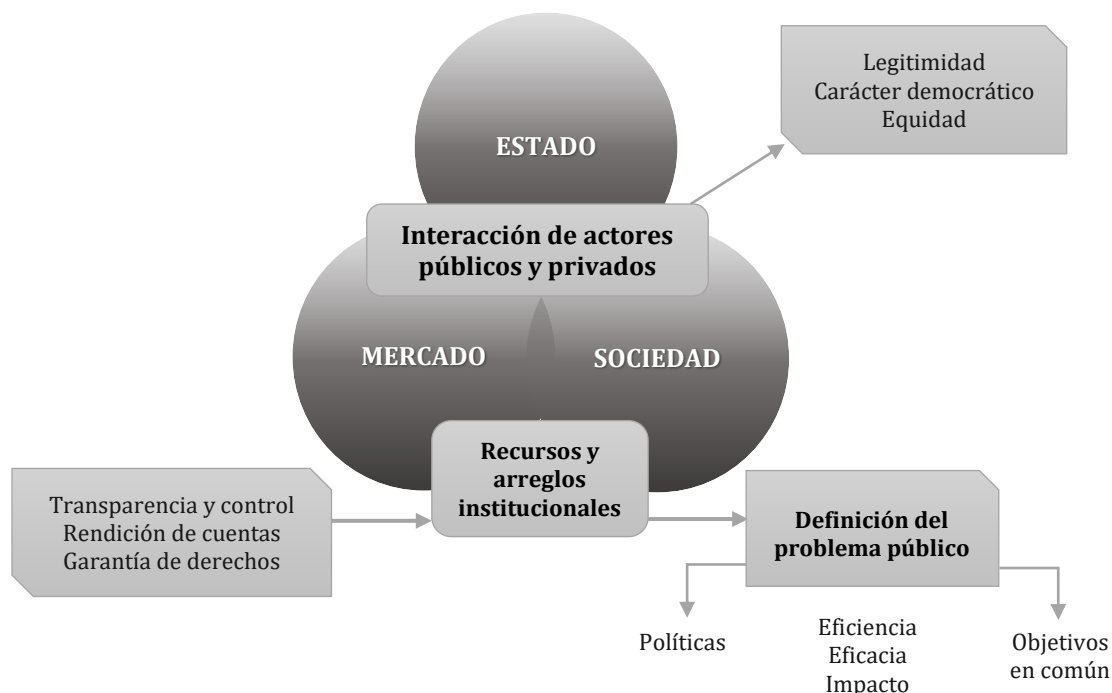 Legitimidad
Carácter democrático
Equidad
ESTADO
Interacción de actores
públicos y privados
MERCADO
SOCIEDAD
Recursos y
arreglos
institucionales
Transparencia y control
Rendición de cuentas
Garantía de derechos
Definición del
problema público
Políticas
Eficiencia
Eficacia
Impacto
Objetivos
en común